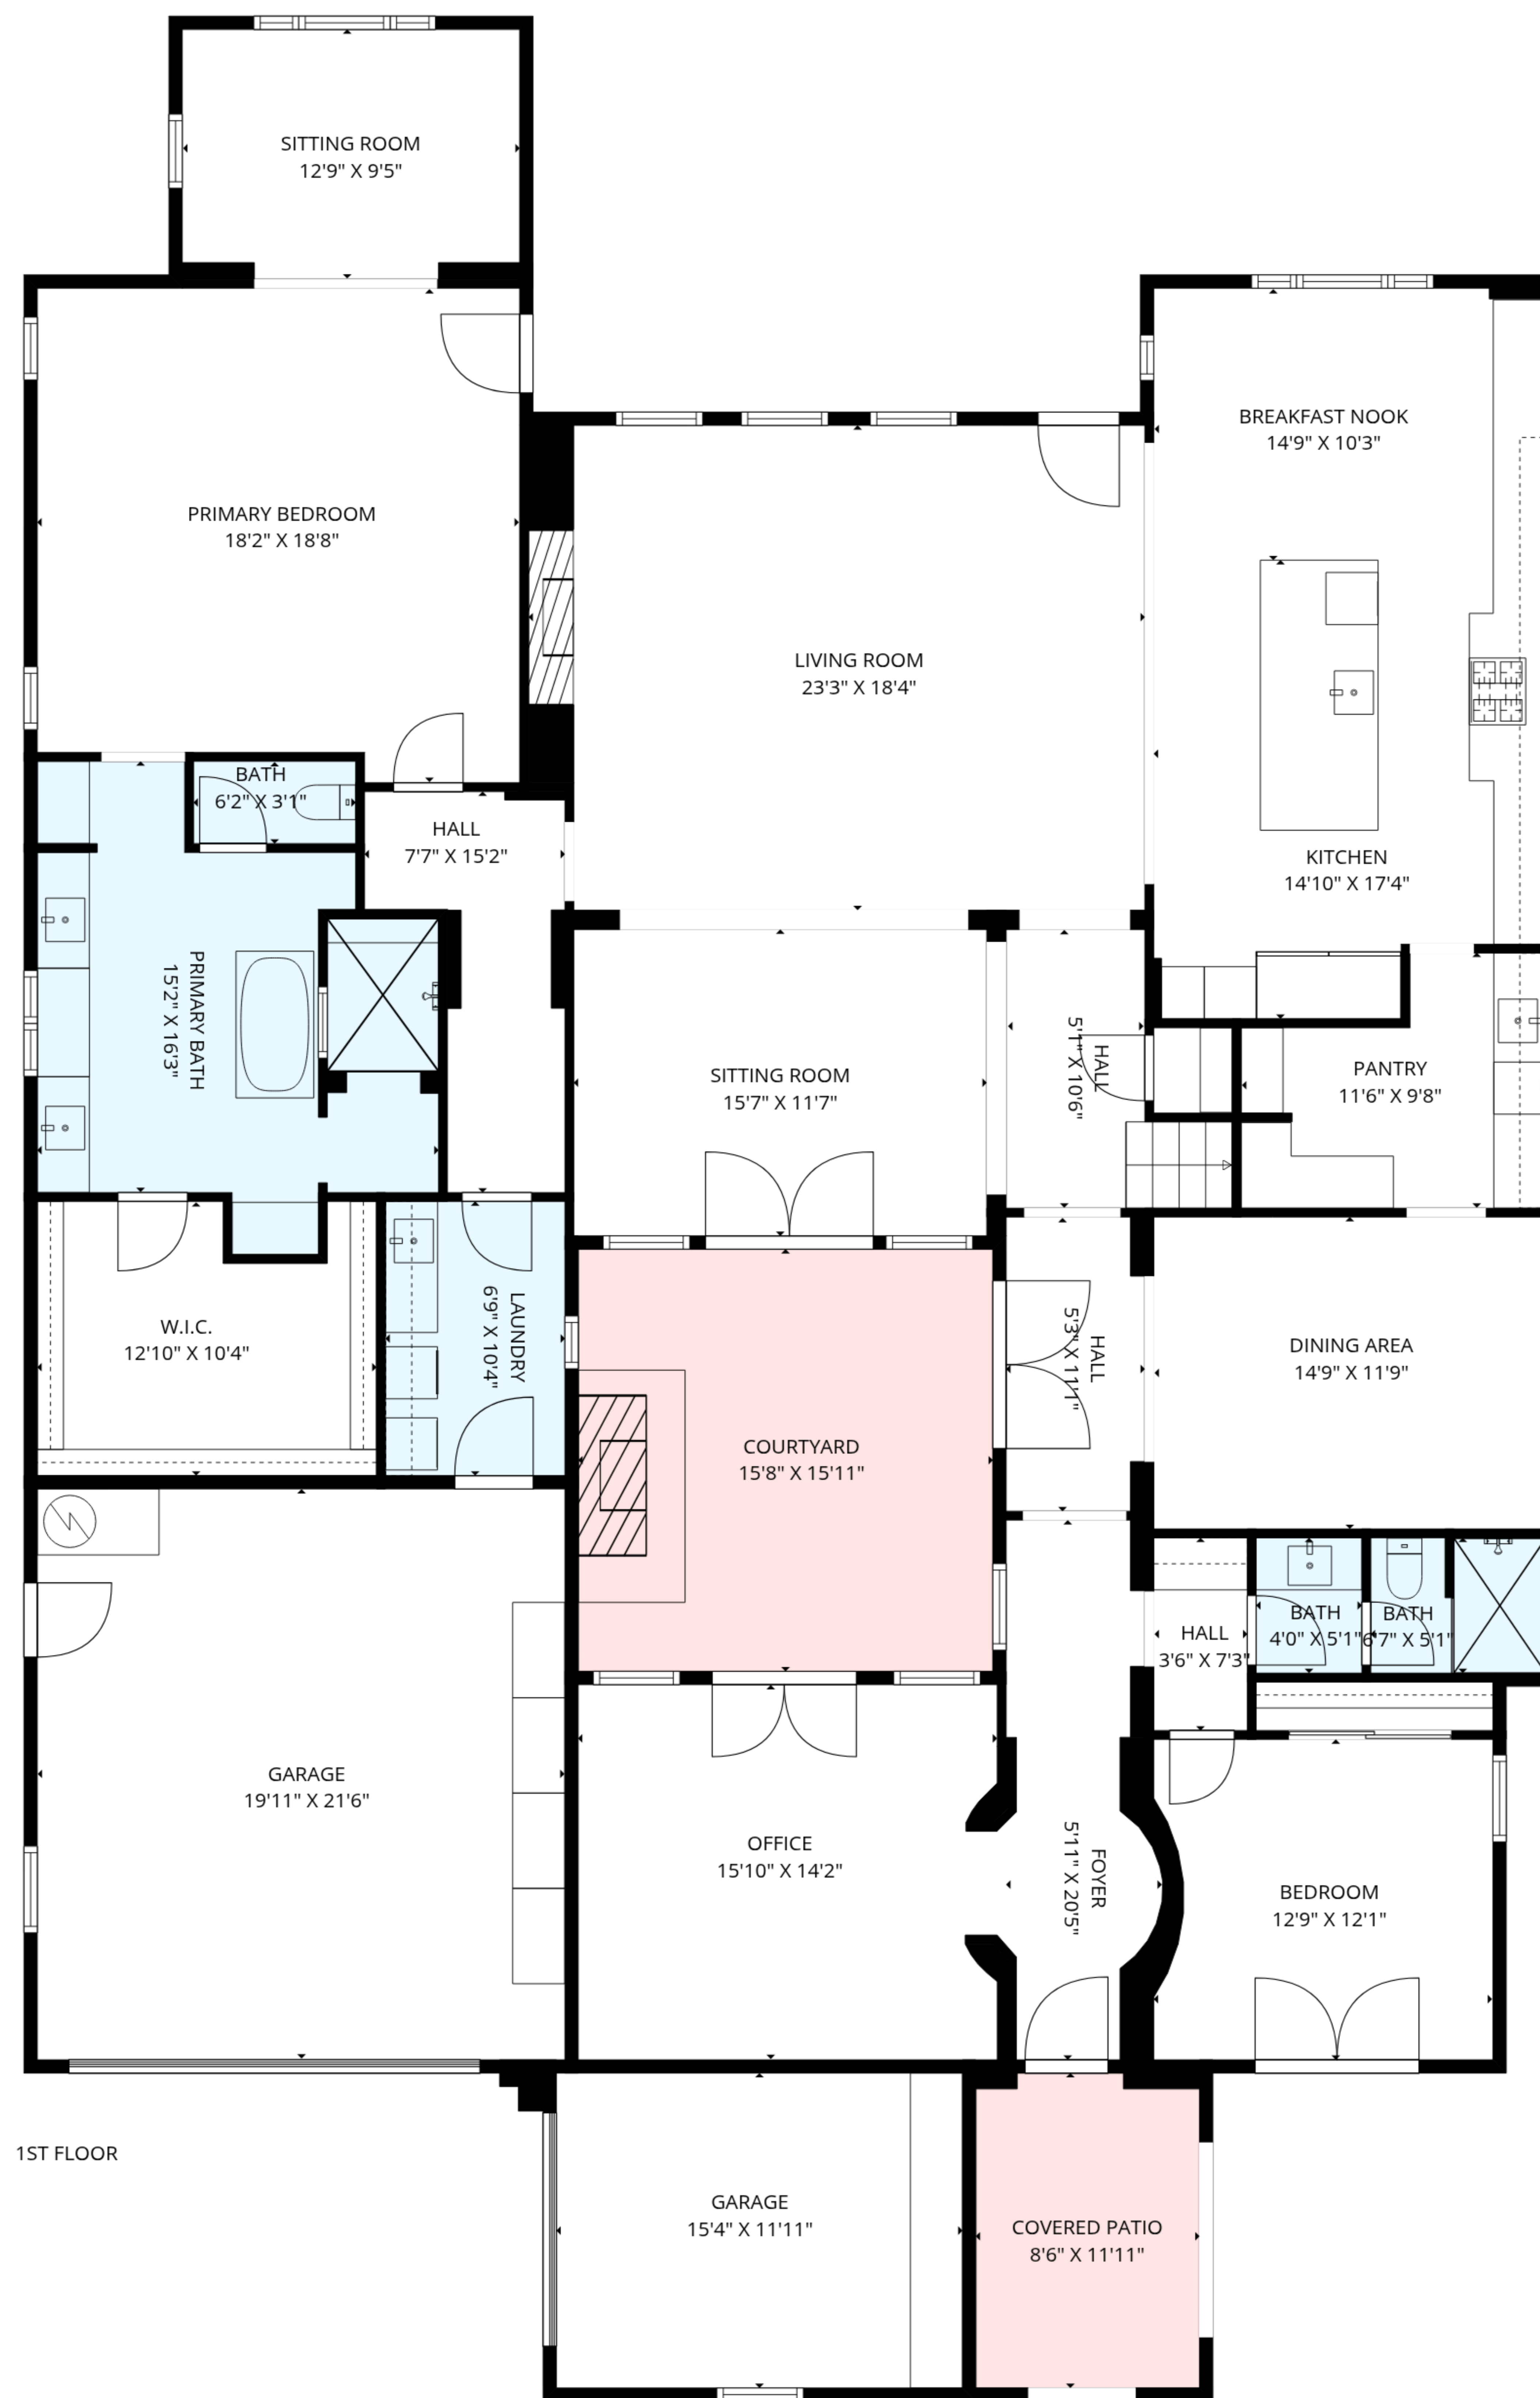 SITTING ROOM
12'9" X 9'5"
BREAKFAST NOOK
14'9" X 10'3"
PRIMARY BEDROOM
18'2" X 18'8"
LIVING ROOM
23'3" X 18'4"
BATH
6'2" X 3'1"
HALL
7'7" X 15'2"
KITCHEN
14'10" X 17'4"
PRIMARY BATH
15'2" X 16'3"
SITTING ROOM
15'7" X 11'7"
HALL
5'1" X 10'6"
PANTRY
11'6" X 9'8"
W.I.C.
12'10" X 10'4"
LAUNDRY
6'9" X 10'4"
HALL
5'3" X 11'1"
DINING AREA
14'9" X 11'9"
COURTYARD
15'8" X 15'11"
HALL
3'6" X 7'3"
BATH
4'0" X 5'1"
BATH
6'7" X 5'1"
GARAGE
19'11" X 21'6"
OFFICE
15'10" X 14'2"
FOYER
5'11" X 20'5"
BEDROOM
12'9" X 12'1"
1ST FLOOR
GARAGE
15'4" X 11'11"
COVERED PATIO
8'6" X 11'11"